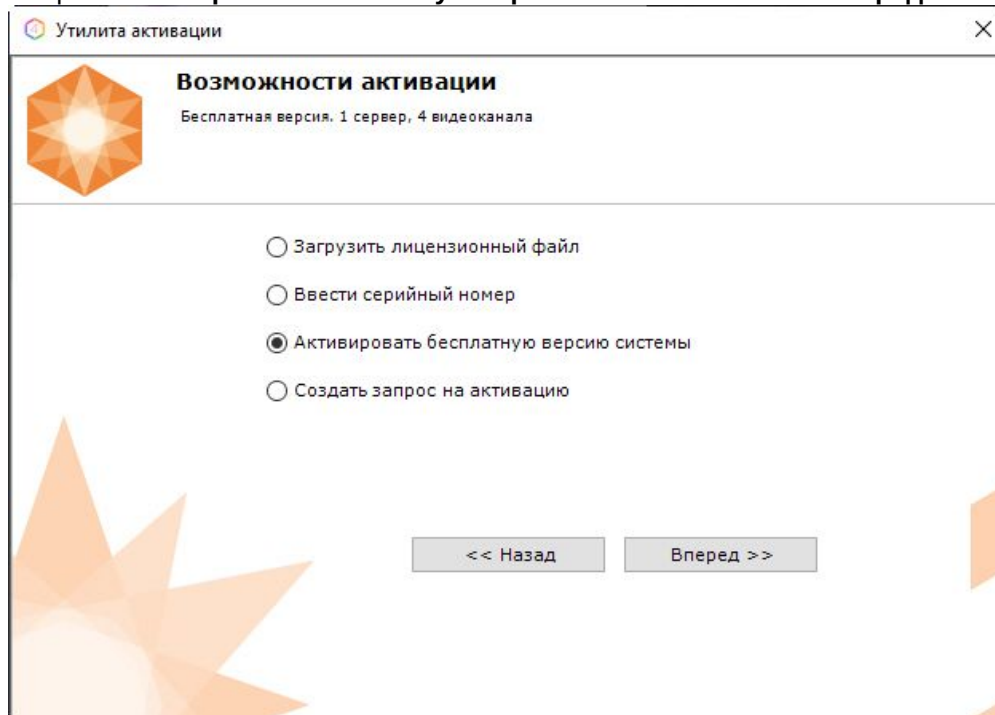 Утилита активации
Возможности активации
Бесплатная версия. 1 сервер, 4 видеоканала
Загрузить лицензионный файл
Ввести серийный номер
Активировать бесплатную версию системы
Создать запрос на активацию
<< Назад
Вперед >>